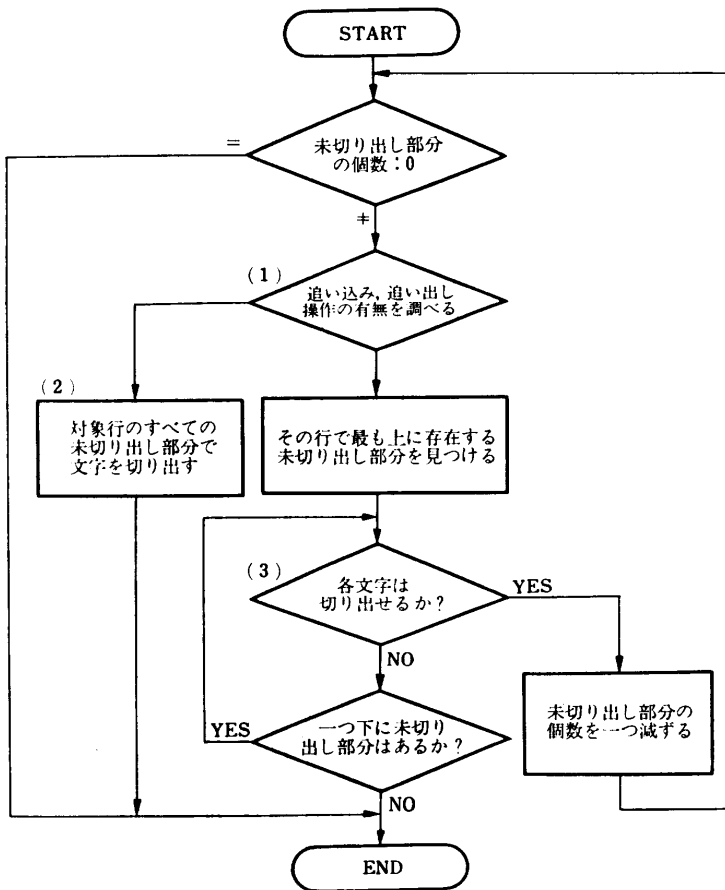 START
未切り出し部分
の個数:0
=
≠
(1)
追い込み,追い出し
操作の有無を調べる
(2)
対象行のすべての
未切り出し部分で
文字を切り出す
その行で最も上に存在する
未切り出し部分を見つける
(3)
各文字は
切り出せるか?
YES
NO
一つ下に未切り
出し部分はあるか?
YES
NO
未切り出し部分の
個数を一つ減ずる
END